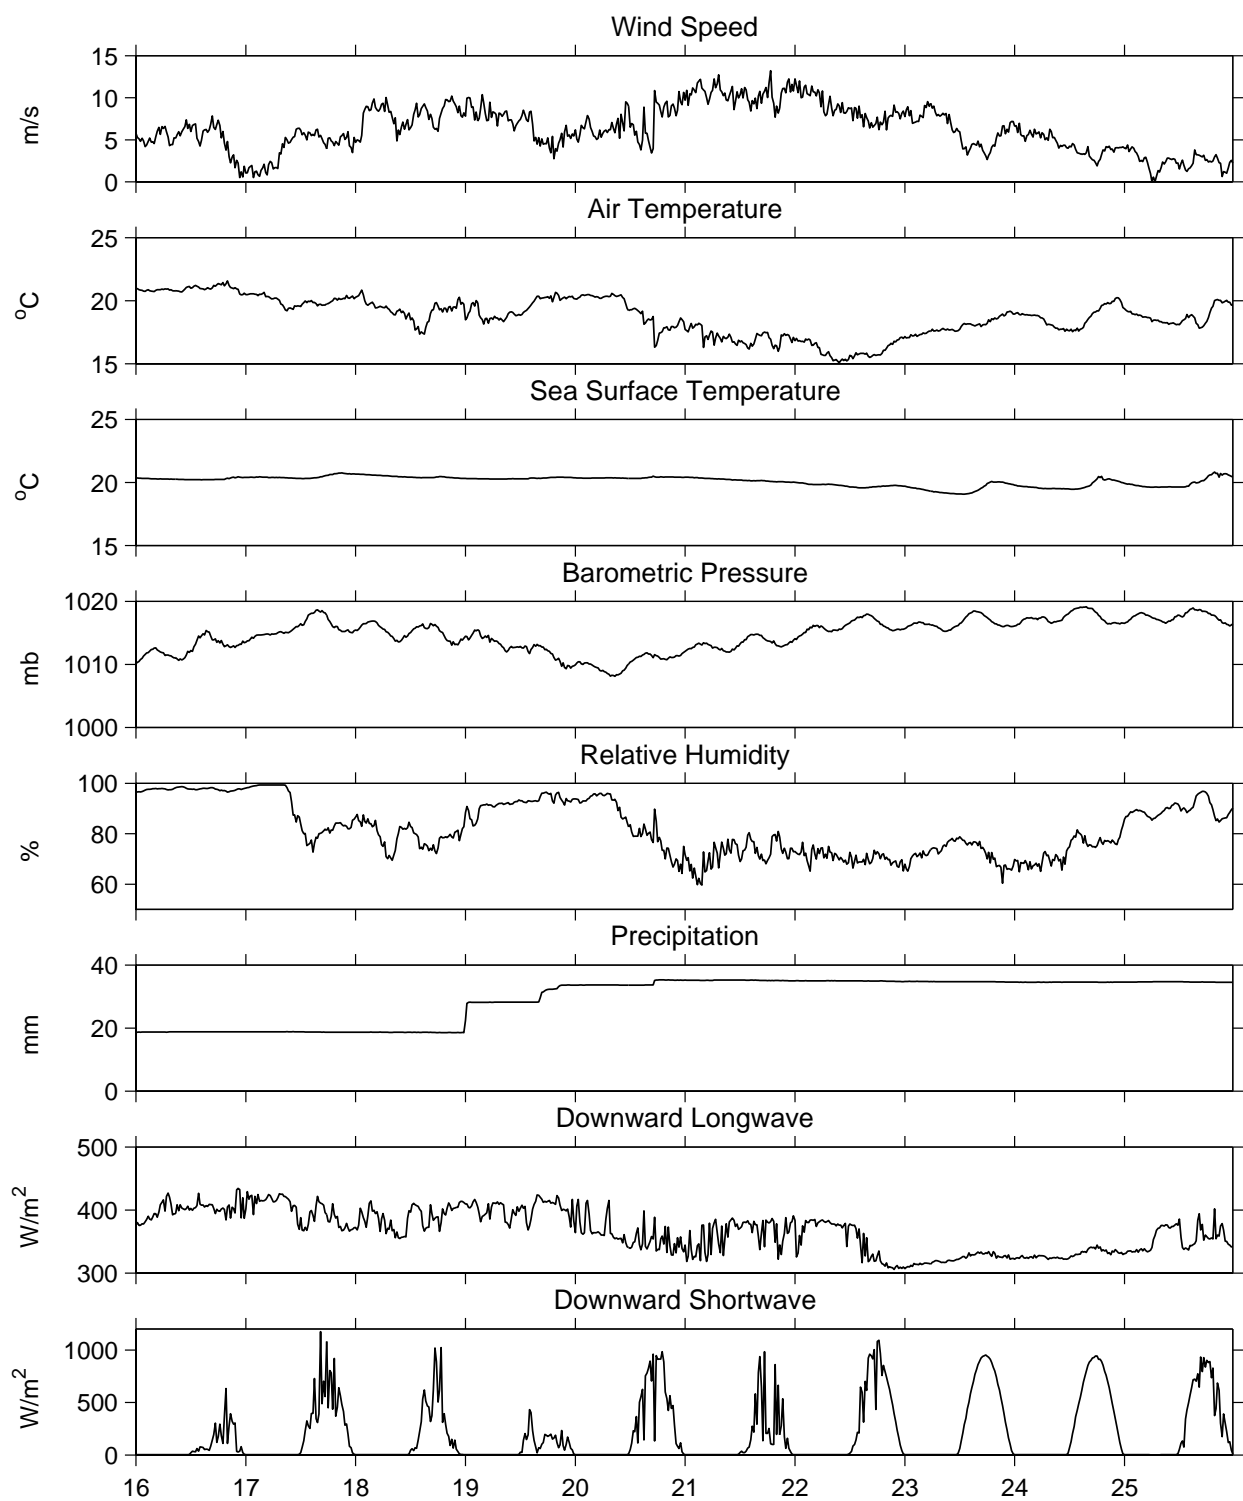 Wind Speed
15
10
5
0
m/s
Air Temperature
25
20
15
oC
Sea Surface Temperature
25
20
15
oC
Barometric Pressure
1020
1010
1000
mb
Relative Humidity
100
80
60
%
Precipitation
40
20
0
mm
Downward Longwave
500
400
300
W/m2
Downward Shortwave
1000
500
0
W/m2
16 17 18 19 20 21 22 23 24 25